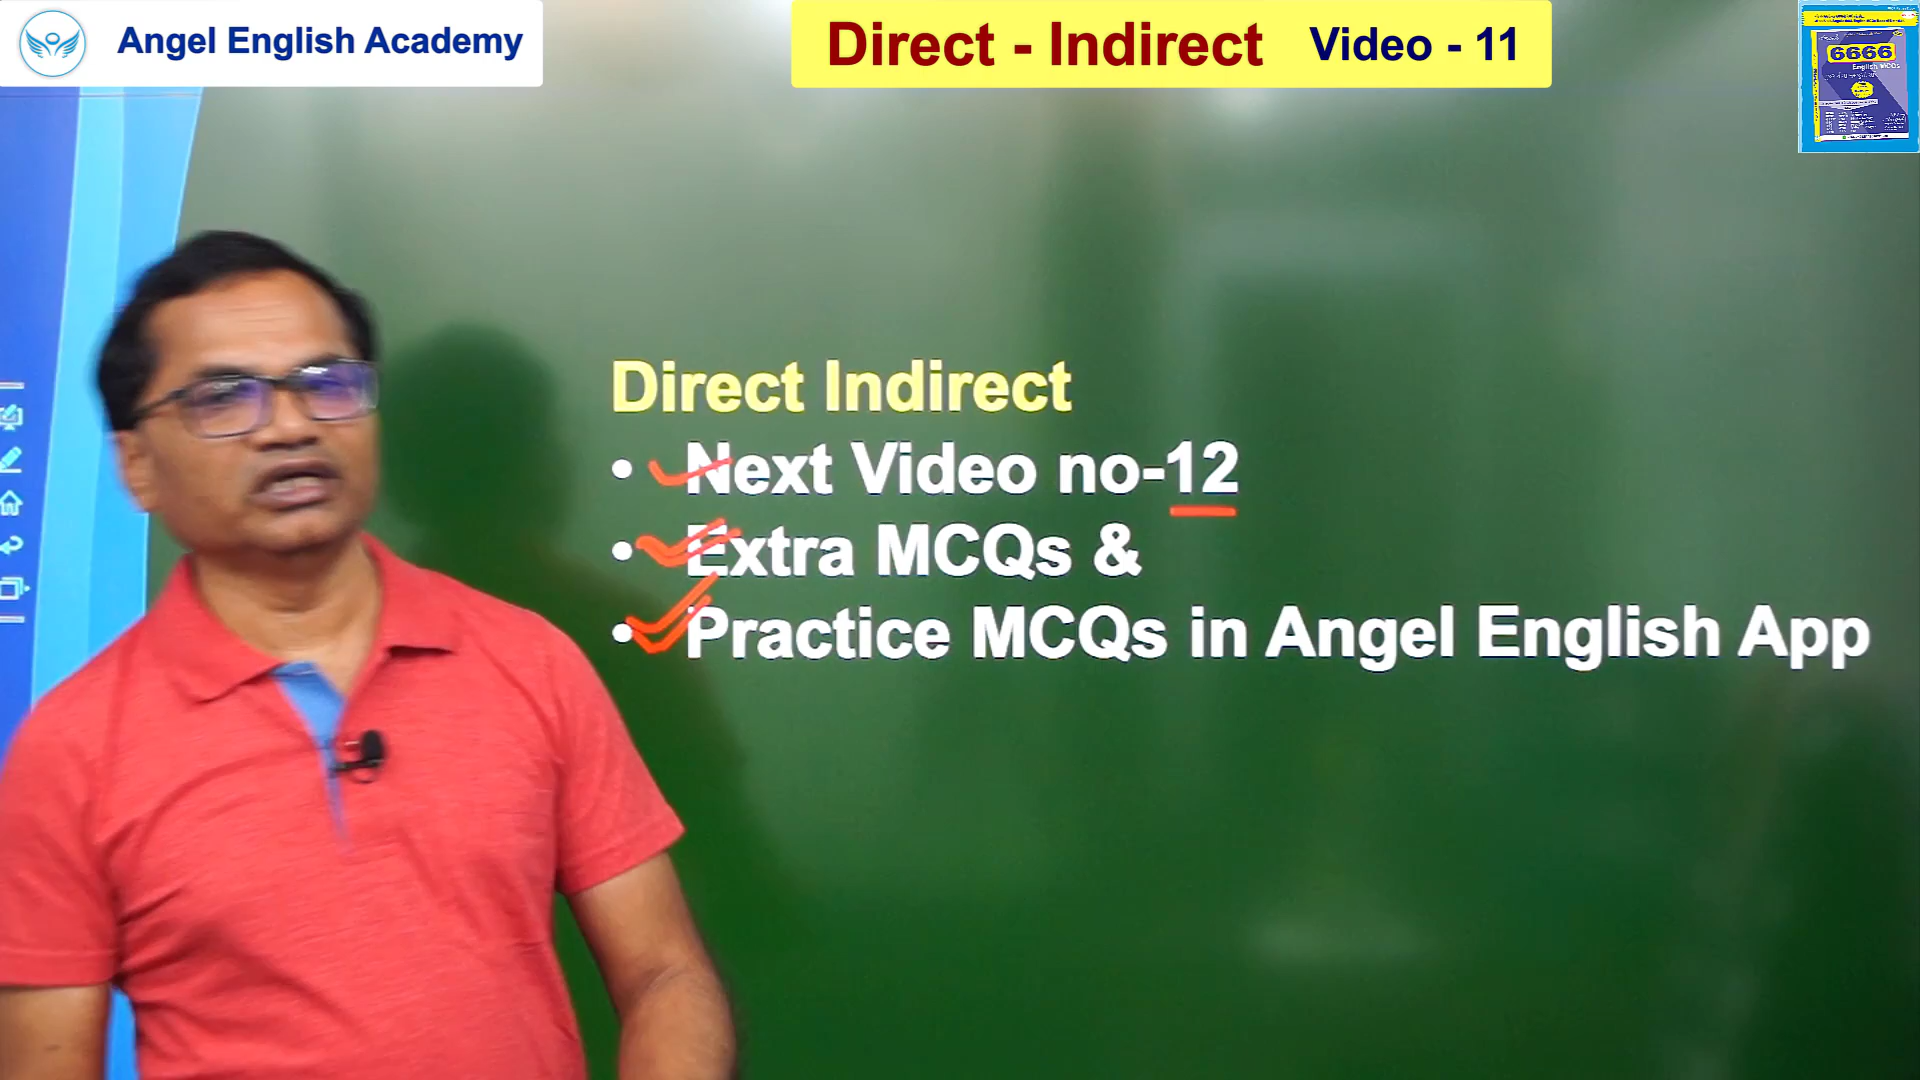 Angel English Academy
Direct - Indirect Video - 11
6666
English MCQs
Direct Indirect
• Next Video no-12
• Extra MCQs &
• Practice MCQs in Angel English App